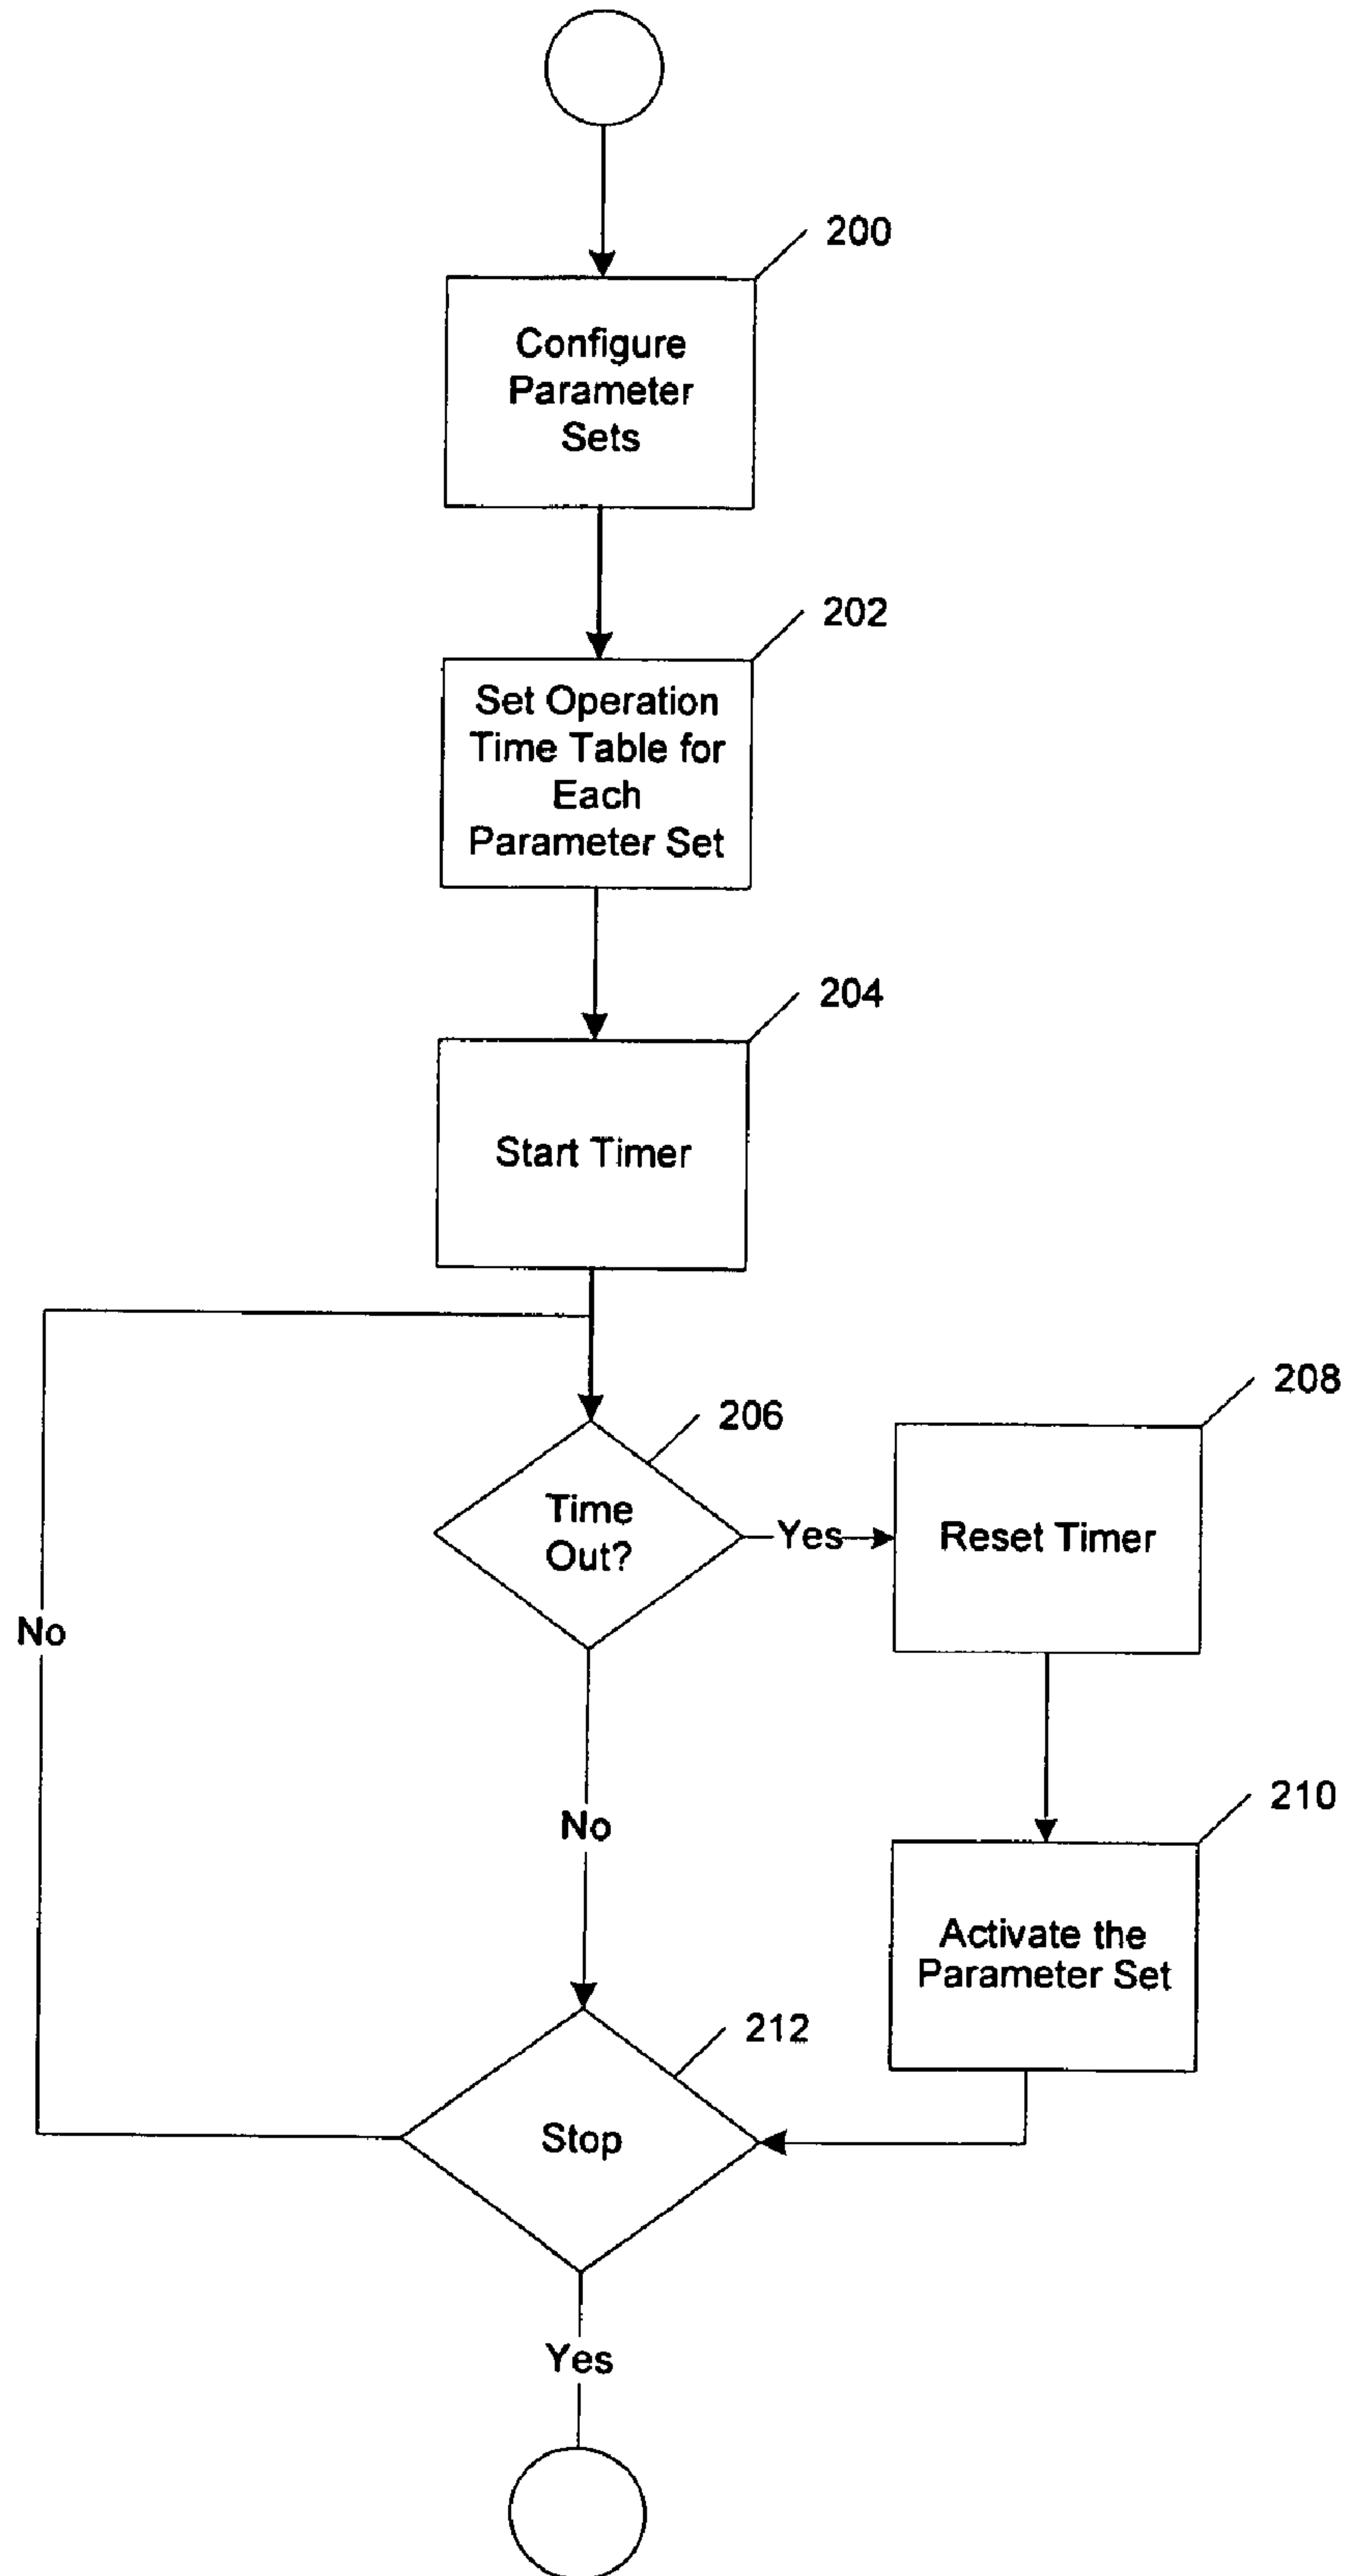 200
Configure
Parameter
Sets
202
Set Operation
Time Table for
Each
Parameter Set
204
Start Timer
206
Time
Out?
Yes
208
Reset Timer
No
No
210
Activate the
Parameter Set
212
Stop
Yes